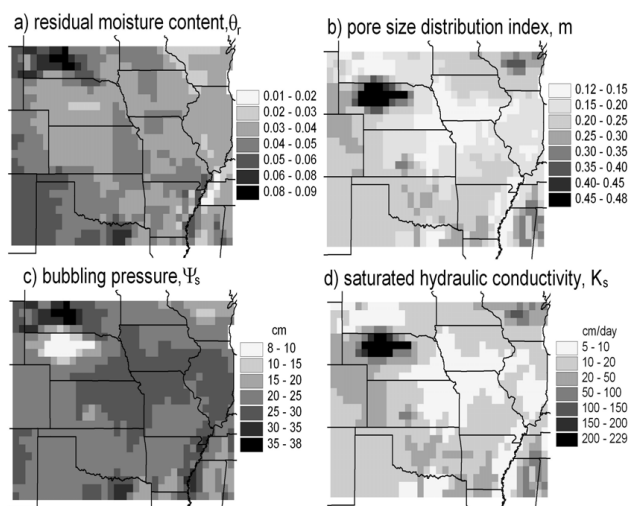 a) residual moisture content,θr
0.01 - 0.02
0.02 - 0.03
0.03 - 0.04
0.04 - 0.05
0.05 - 0.06
0.06 - 0.08
0.08 - 0.09
b) pore size distribution index, m
0.12 - 0.15
0.15 - 0.20
0.20 - 0.25
0.25 - 0.30
0.30 - 0.35
0.35 - 0.40
0.40- 0.45
0.45 - 0.48
c) bubbling pressure,Ψs
cm
8 - 10
10 - 15
15 - 20
20 - 25
25 - 30
30 - 35
35 - 38
d) saturated hydraulic conductivity, Ks
cm/day
5 - 10
10 - 20
20 - 50
50 - 100
100 - 150
150 - 200
200 - 229